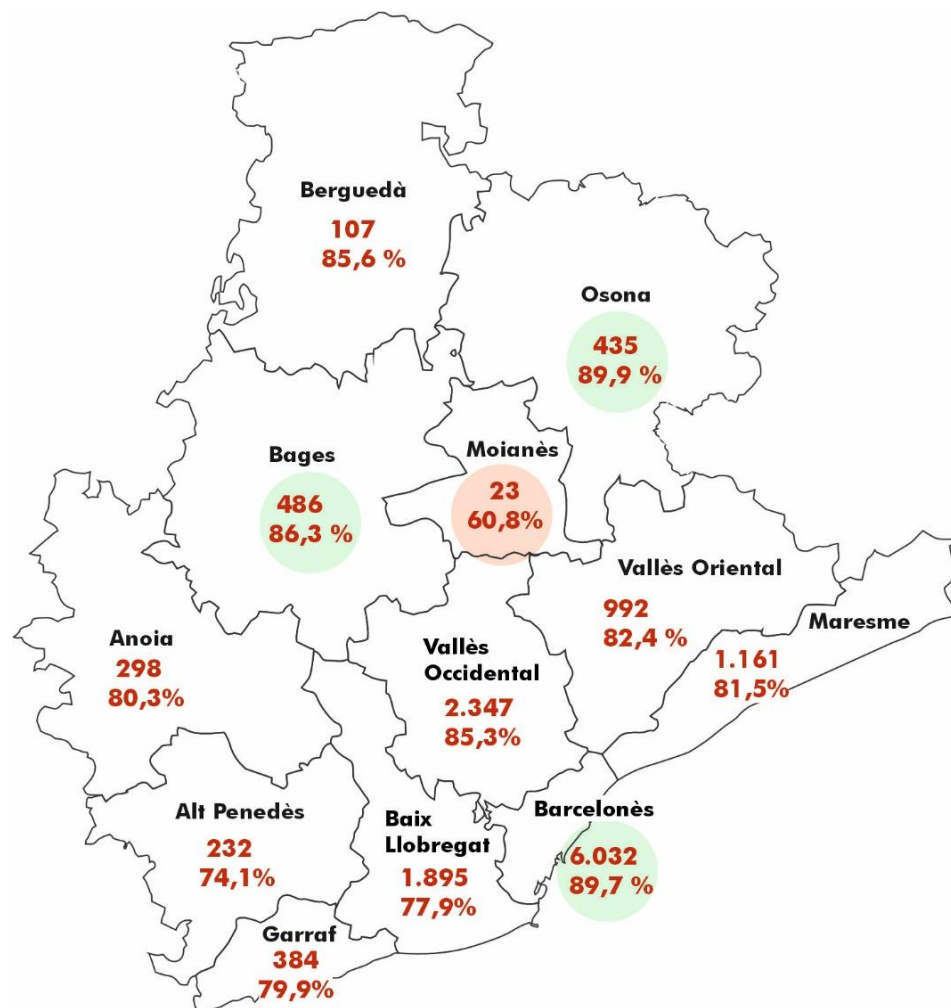 Berguedà
107
85,6 %
Osona
435
89,9 %
Bages
486
86,3 %
Moianès
23
60,8%
Vallès Oriental
992
82,4 %
Maresme
1.161
81,5%
Anoia
298
80,3%
Vallès
Occidental
2.347
85,3%
Alt Penedès
232
74,1%
Baix
Llobregat
1.895
77,9%
Barcelonès
6.032
89,7 %
Garraf
384
79,9%